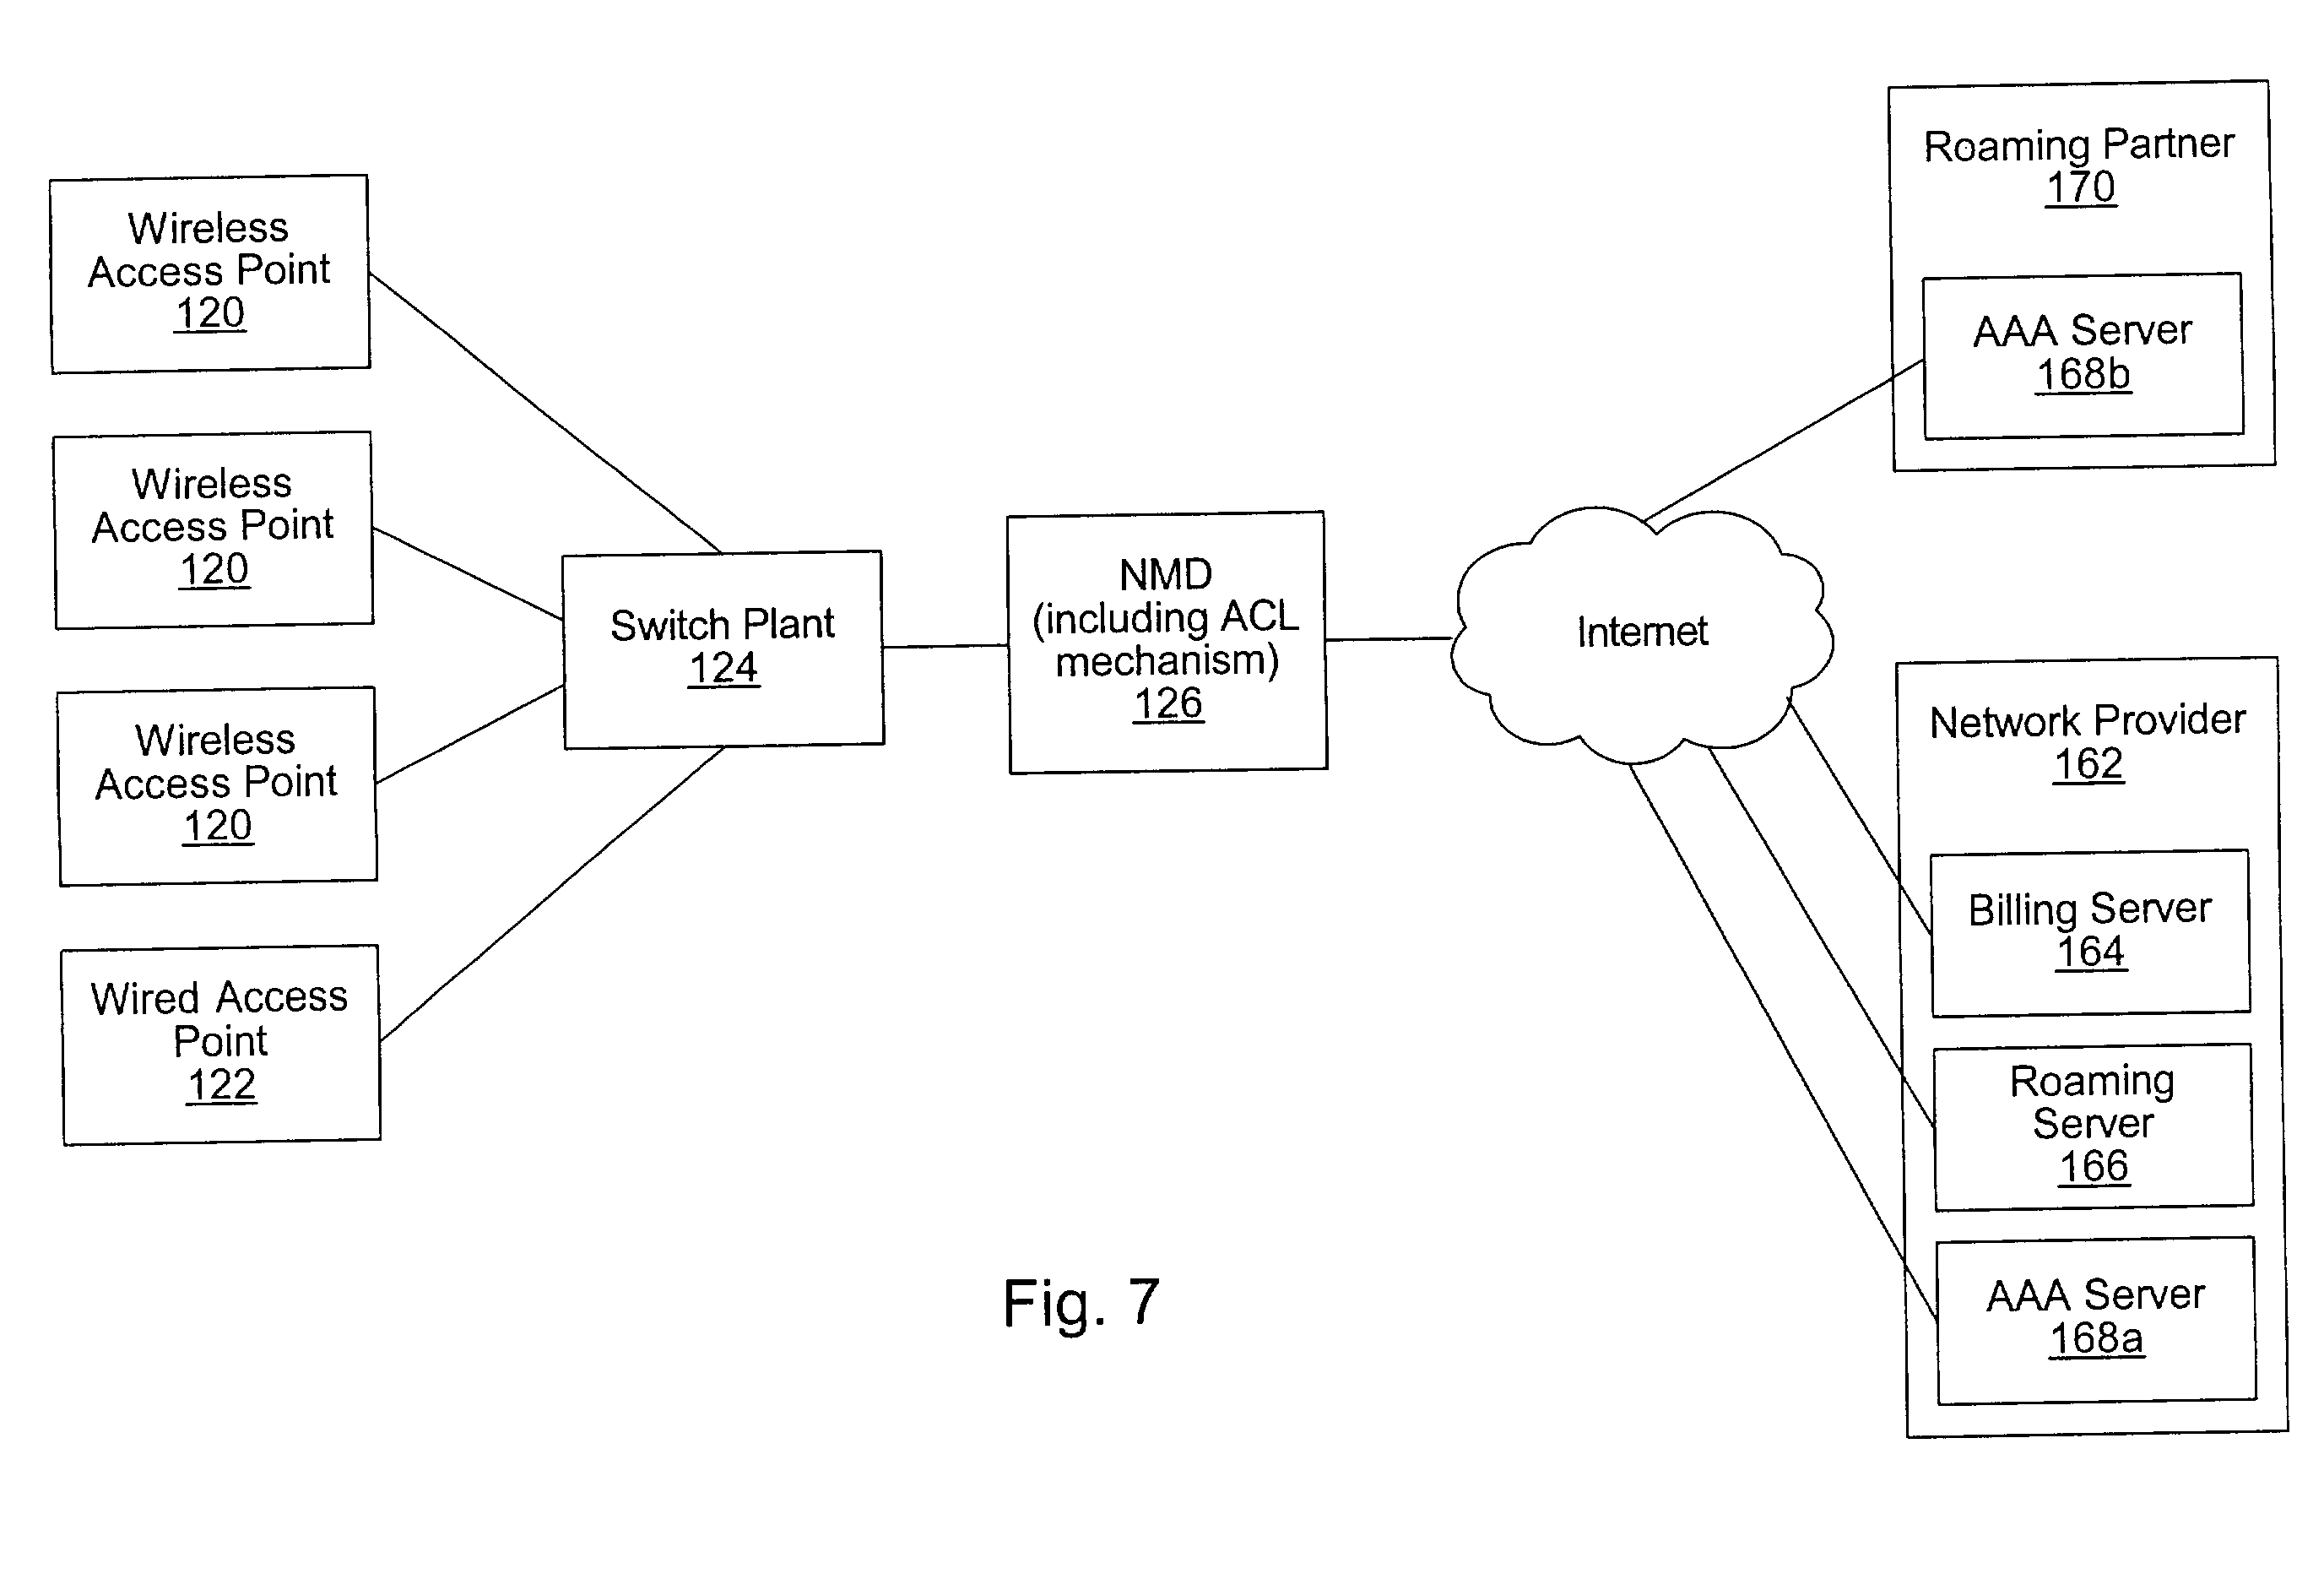 Wireless
Access Point
120
Wireless
Access Point
120
Wireless
Access Point
120
Wired Access
Point
122
Switch Plant
124
NMD
(including ACL
mechanism)
126
Internet
Roaming Partner
170
AAA Server
168b
Network Provider
162
Billing Server
164
Roaming
Server
166
AAA Server
168a
Fig. 7